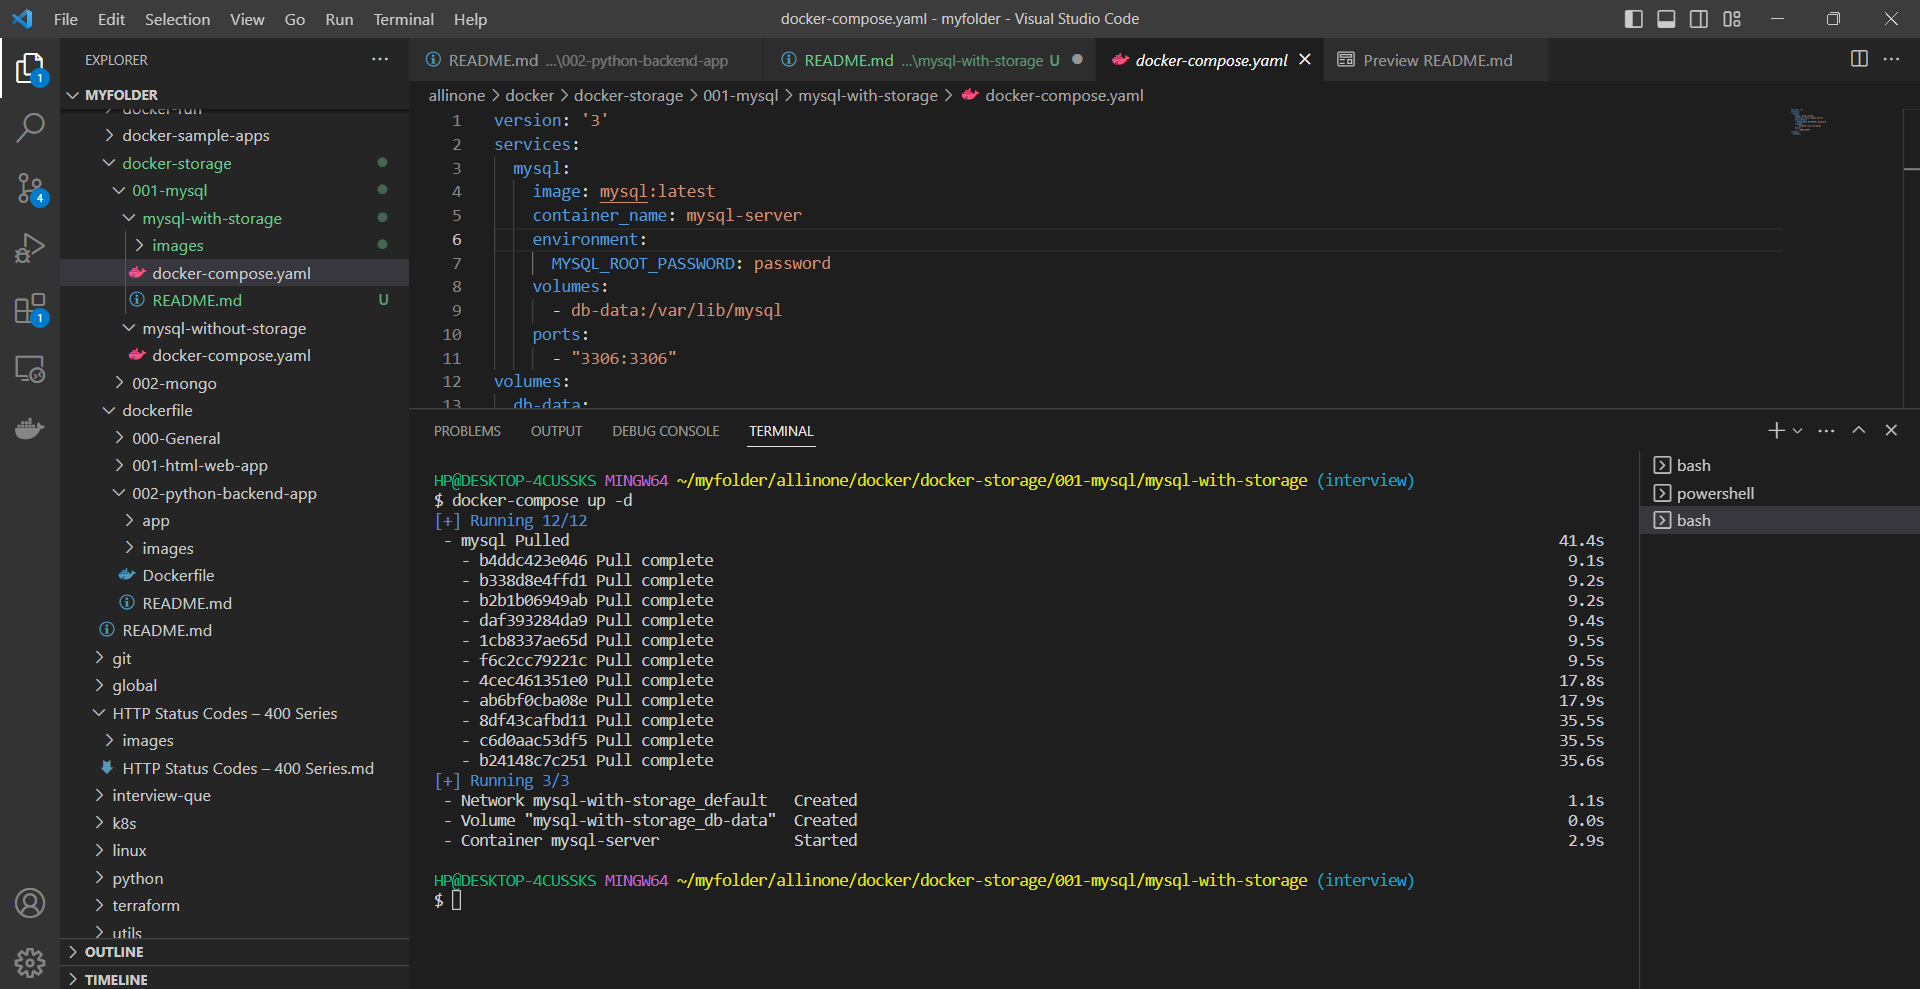 File Edit Selection View Go Run Terminal Help
docker-compose.yaml - myfolder - Visual Studio Code
EXPLORER
MYFOLDER
docker-run
docker-sample-apps
docker-storage
001-mysql
mysql-with-storage
images
docker-compose.yaml
README.md U
mysql-without-storage
docker-compose.yaml
002-mongo
dockerfile
000-General
001-html-web-app
002-python-backend-app
app
images
Dockerfile
README.md
README.md
git
global
HTTP Status Codes – 400 Series
images
HTTP Status Codes – 400 Series.md
interview-que
k8s
linux
python
terraform
utils
OUTLINE
TIMELINE
1
4
1
README.md ...\002-python-backend-app
README.md ...\mysql-with-storage U
docker-compose.yaml
Preview README.md
allinone > docker > docker-storage > 001-mysql > mysql-with-storage > docker-compose.yaml
1 version: '3'
2 services:
3 mysql:
4 image: mysql:latest
5 container_name: mysql-server
6 environment:
7 MYSQL_ROOT_PASSWORD: password
8 volumes:
9 - db-data:/var/lib/mysql
10 ports:
11 - "3306:3306"
12 volumes:
13 db-data:
PROBLEMS OUTPUT DEBUG CONSOLE TERMINAL
HP@DESKTOP-4CUSSKS MINGW64 ~/myfolder/allinone/docker/docker-storage/001-mysql/mysql-with-storage (interview)
$ docker-compose up -d
[+] Running 12/12
- mysql Pulled 41.4s
- b4ddc423e046 Pull complete 9.1s
- b338d8e4ffd1 Pull complete 9.2s
- b2b1b06949ab Pull complete 9.2s
- daf393284da9 Pull complete 9.4s
- 1cb8337ae65d Pull complete 9.5s
- f6c2cc79221c Pull complete 9.5s
- 4cec461351e0 Pull complete 17.8s
- ab6bf0cba08e Pull complete 17.9s
- 8df43cafbd11 Pull complete 35.5s
- c6d0aac53df5 Pull complete 35.5s
- b24148c7c251 Pull complete 35.6s
[+] Running 3/3
- Network mysql-with-storage_default Created 1.1s
- Volume "mysql-with-storage_db-data" Created 0.0s
- Container mysql-server Started 2.9s
HP@DESKTOP-4CUSSKS MINGW64 ~/myfolder/allinone/docker/docker-storage/001-mysql/mysql-with-storage (interview)
$
bash
powershell
bash